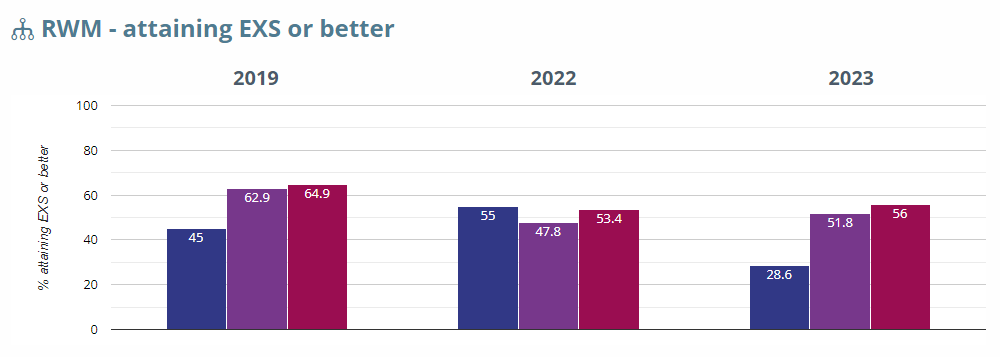 RWM - attaining EXS or better
2019 2022 2023
100
80
60
40
20
0
% attaining EXS or better
45 62.9 64.9
55 47.8 53.4
28.6 51.8 56